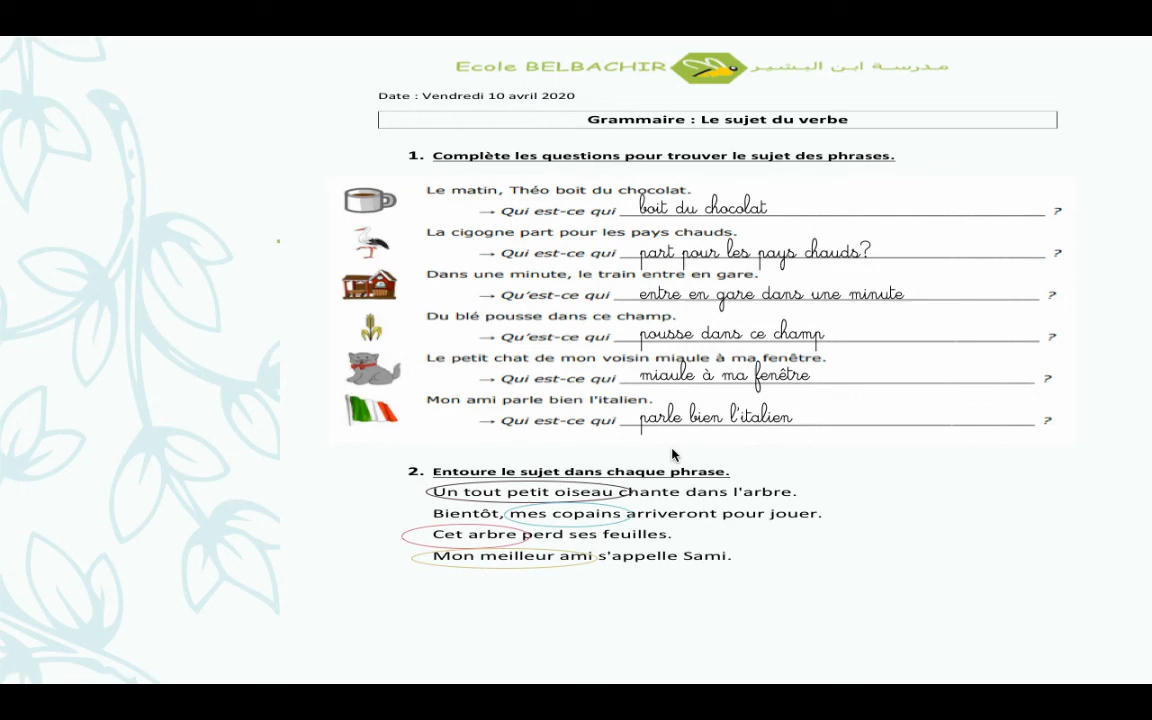 Ecole BELBACHIR مدرسة ابن البشير
Date : Vendredi 10 avril 2020
Grammaire : Le sujet du verbe
1. Complète les questions pour trouver le sujet des phrases.
Le matin, Théo boit du chocolat.
→ Qui est-ce qui boit du chocolat ?
La cigogne part pour les pays chauds.
→ Qui est-ce qui part pour les pays chauds? ?
Dans une minute, le train entre en gare.
→ Qu'est-ce qui entre en gare dans une minute ?
Du blé pousse dans ce champ.
→ Qu'est-ce qui pousse dans ce champ ?
Le petit chat de mon voisin miaule à ma fenêtre.
→ Qui est-ce qui miaule à ma fenêtre ?
Mon ami parle bien l'italien.
→ Qui est-ce qui parle bien l'italien ?
2. Entoure le sujet dans chaque phrase.
Un tout petit oiseau chante dans l'arbre.
Bientôt, mes copains arriveront pour jouer.
Cet arbre perd ses feuilles.
Mon meilleur ami s'appelle Sami.